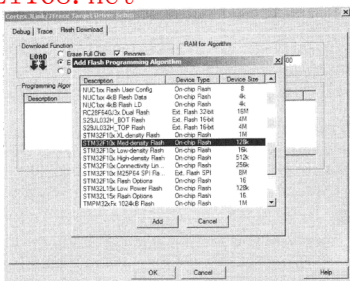 Cortex JLink/JTrace Target Driver Setup
Debug Trace Flash Download
Download Function
LOAD
Erase Full Chip
Program
RAM for Algorithm
Add Flash Programming Algorithm
Programming Algor
Description
Description Device Type Device Size
NUC1xx Flash User Config On-chip Flash 8
NUC1xx 4kB Flash Data On-chip Flash 4k
NUC1xx 4kB Flash LD On-chip Flash 4k
RC28F640J3x Dual Flash Ext. Flash 32-bit 16M
S29JL032H_BOT Flash Ext. Flash 16-bit 4M
S29JL032H_TOP Flash Ext. Flash 16-bit 4M
STM32F10x XL-density Flash On-chip Flash 1M
STM32F10x Med-density Flash On-chip Flash 128k
STM32F10x Low-density Flash On-chip Flash 16k
STM32F10x High-density Flash On-chip Flash 512k
STM32F10x Connectivity Lin... On-chip Flash 256k
STM32F10x M25P64 SPI Fla... Ext. Flash SPI 8M
STM32F10x Flash Options On-chip Flash 16
STM32L15x Low Power Flash On-chip Flash 128k
STM32L15x Flash Options On-chip Flash 16
TMPM32xFx 1024kB Flash On-chip Flash 1M
Add Cancel
OK Cancel Help